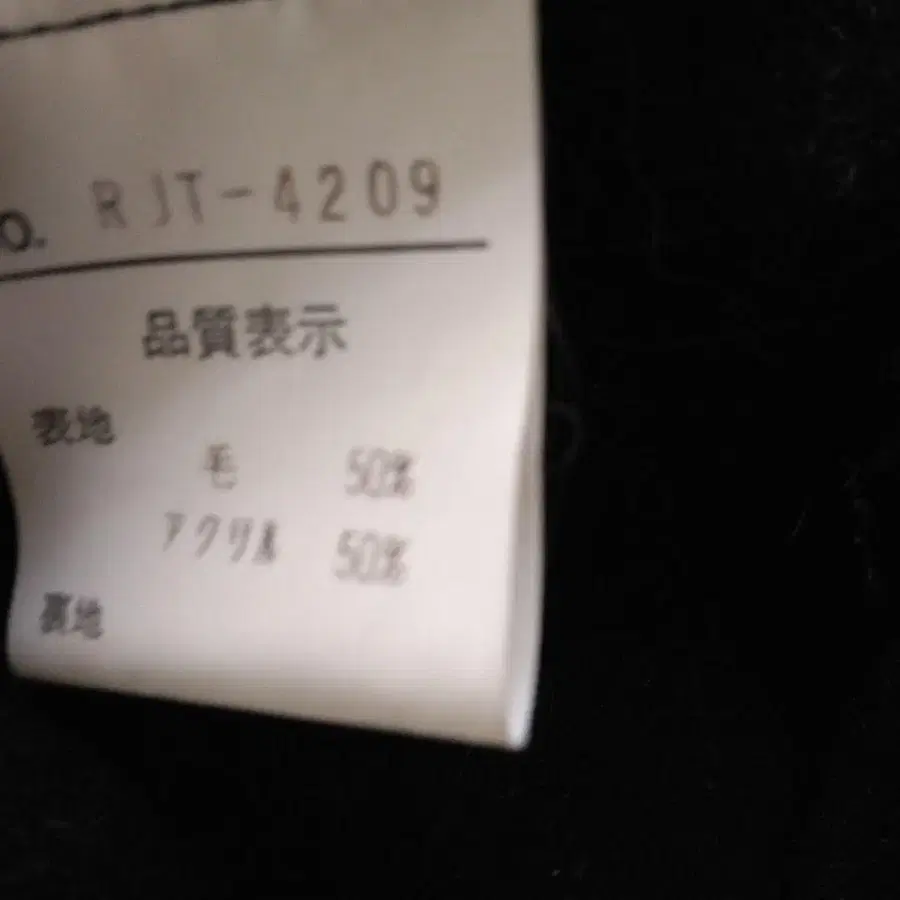 o. RJT-4209
品質表示
表地
毛 50%
アクリル 50%
裏地